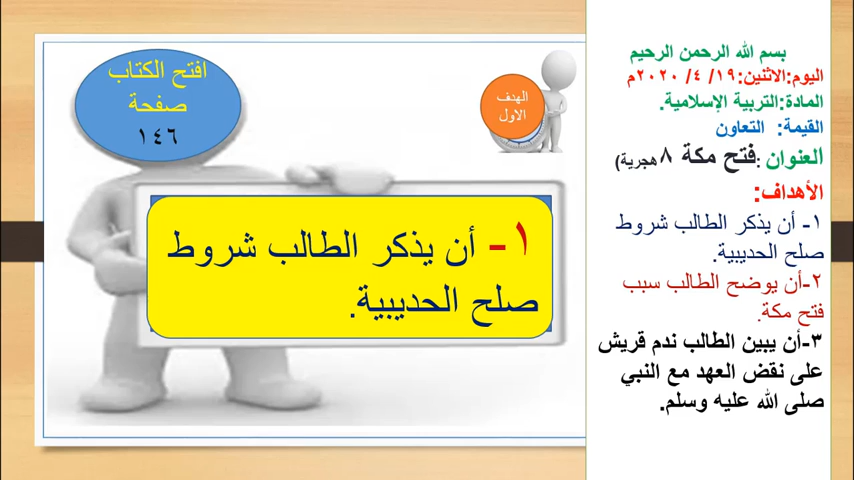 بسم الله الرحمن الرحيم
اليوم:الاثنين:١٩/ ٤/ ٢٠٢٠م
المادة:التربية الإسلامية.
القيمة: التعاون
العنوان :فتح مكة ٨ هجرية)
الأهداف:
١- أن يذكر الطالب شروط
صلح الحديبية.
٢-أن يوضح الطالب سبب
فتح مكة.
٣-أن يبين الطالب ندم قريش
على نقض العهد مع النبي
صلى الله عليه وسلم.
الهدف
الاول
افتح الكتاب
صفحة
١٤٦
١- أن يذكر الطالب شروط
صلح الحديبية.